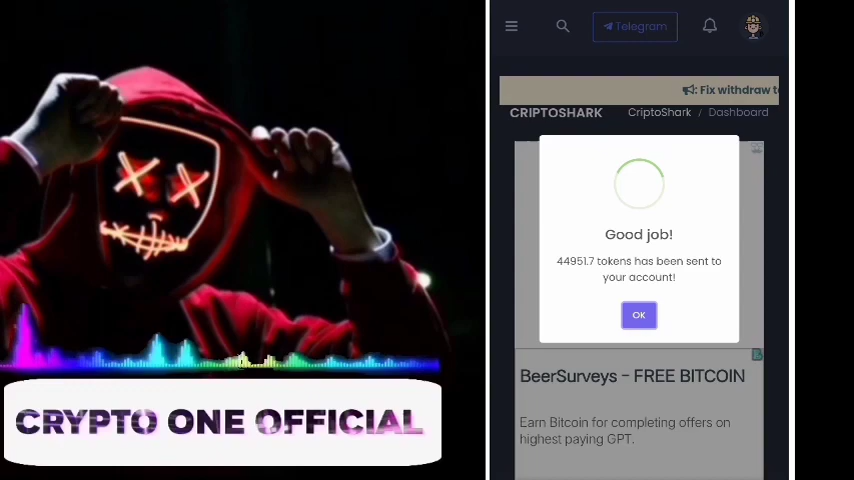 Telegram
: Fix withdraw t
CRIPTOSHARK
CriptoShark / Dashboard
Good job!
44951.7 tokens has been sent to
your account!
OK
BeerSurveys - FREE BITCOIN
Earn Bitcoin for completing offers on
highest paying GPT.
CRYPTO ONE OFFICIAL